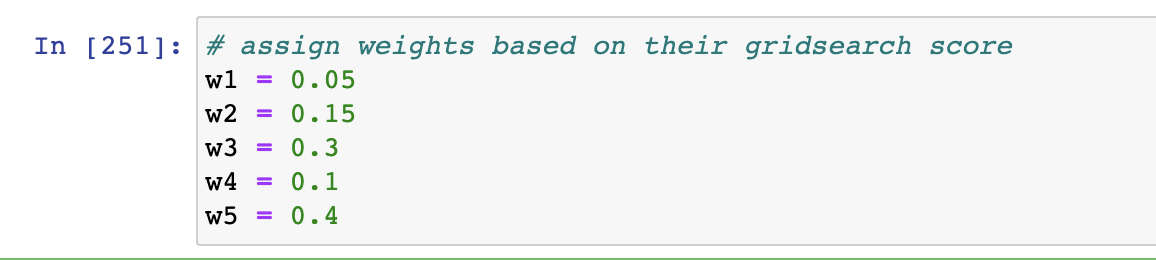 In [251]: # assign weights based on their gridsearch score
w1 = 0.05
w2 = 0.15
w3 = 0.3
w4 = 0.1
w5 = 0.4